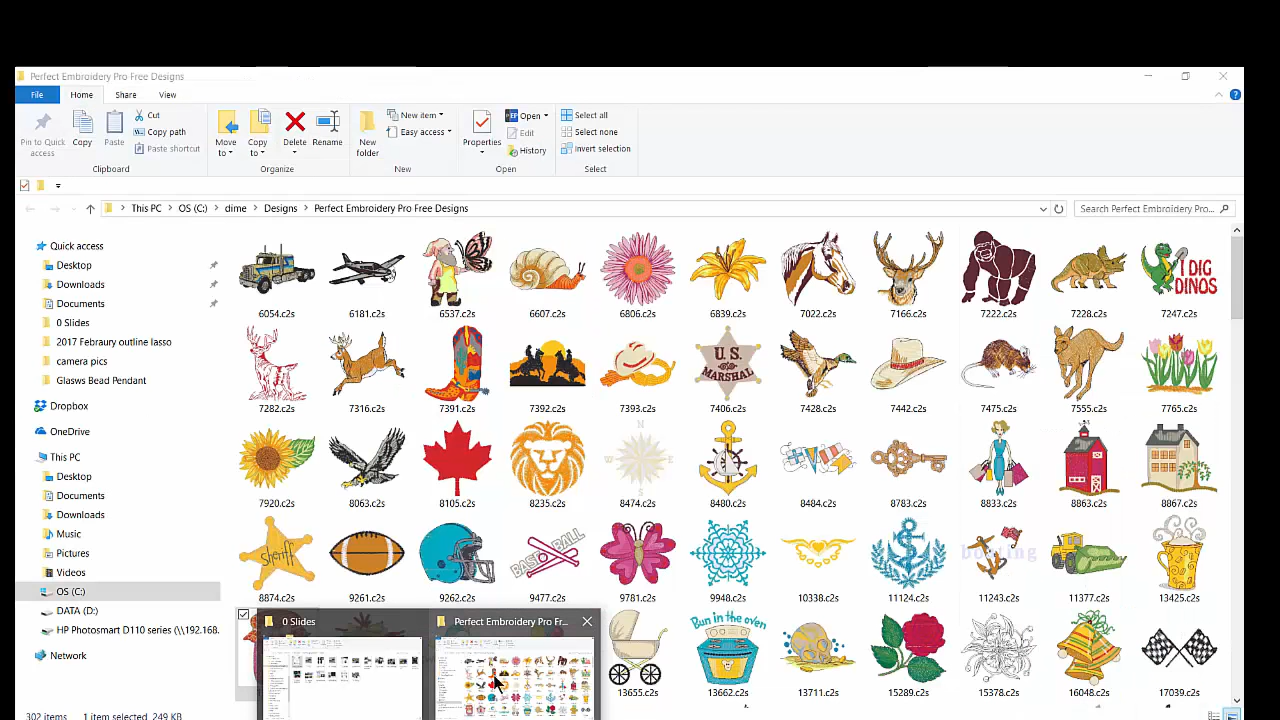 Perfect Embroidery Pro Free Designs
File Home Share View
Pin to Quick access
Copy
Paste
Cut
Copy path
Paste shortcut
Clipboard
Move to
Copy to
Delete
Rename
Organize
New folder
New item
Easy access
New
Properties
Open
Edit
History
Open
Select all
Select none
Invert selection
Select
This PC OS (C:) dime Designs Perfect Embroidery Pro Free Designs
Search Perfect Embroidery Pro...
Quick access
Desktop
Downloads
Documents
0 Slides
2017 Febraury outline lasso
camera pics
Glasws Bead Pendant
Dropbox
OneDrive
This PC
Desktop
Documents
Downloads
Music
Pictures
Videos
OS (C:)
DATA (D:)
HP Photosmart D110 series (\\192.168.
Network
I DIG
DINOS
6054.c2s 6181.c2s 6537.c2s 6607.c2s 6806.c2s 6839.c2s 7022.c2s 7166.c2s 7222.c2s 7228.c2s 7247.c2s
U.S.
MARSHAL
7282.c2s 7316.c2s 7391.c2s 7392.c2s 7393.c2s 7406.c2s 7428.c2s 7442.c2s 7475.c2s 7555.c2s 7765.c2s
N
W E
S
7920.c2s 8063.c2s 8105.c2s 8235.c2s 8474.c2s 8480.c2s 8484.c2s 8783.c2s 8833.c2s 8863.c2s 8867.c2s
Sheriff
BASEBALL
boating
8874.c2s 9261.c2s 9262.c2s 9477.c2s 9781.c2s 9948.c2s 10338.c2s 11124.c2s 11243.c2s 11377.c2s 13425.c2s
Bun in the oven
13655.c2s 13662.c2s 13711.c2s 15289.c2s 15378.c2s 16048.c2s 17039.c2s
0 Slides
Perfect Embroidery Pro Fr...
302 items 1 item selected 249 KB